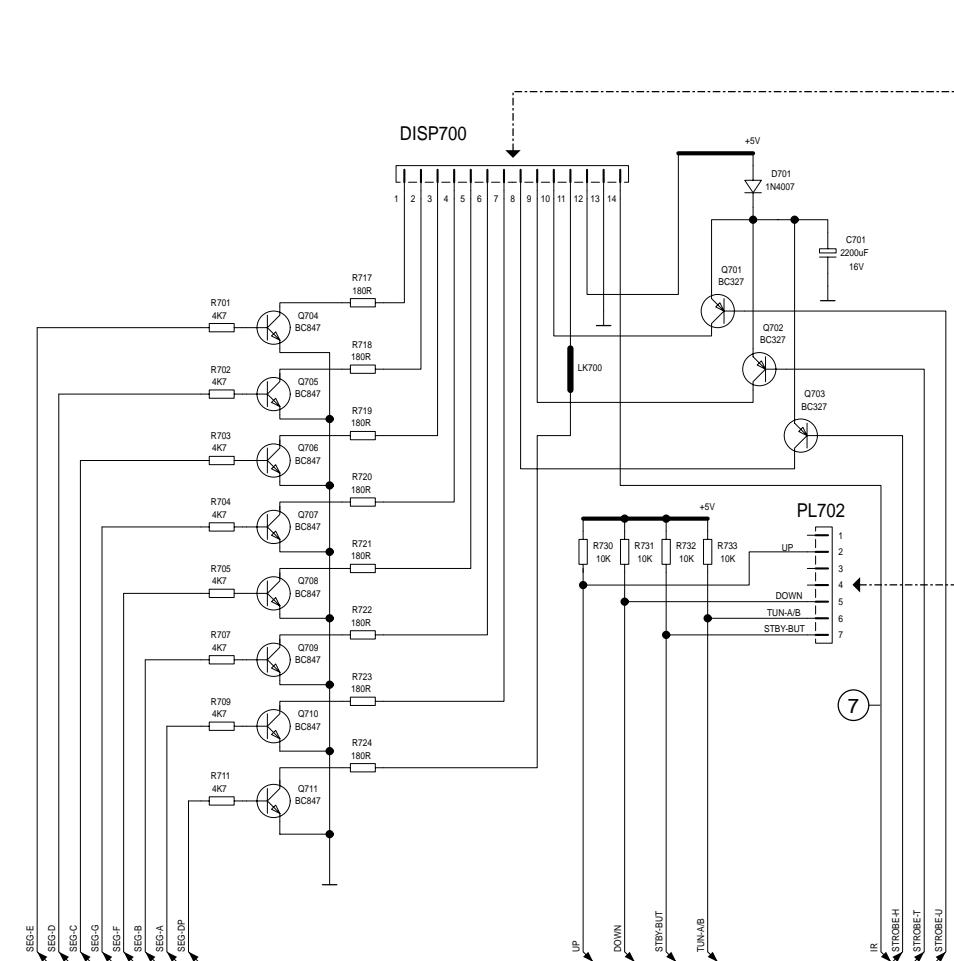 DISP700
+5V
D701
1N4007
1 2 3 4 5 6 7 8 9 10 11 12 13 14
C701
2200uF
16V
Q701
BC327
R717
180R
R701
4K7
Q704
BC847
Q702
BC327
R718
180R
LK700
R702
4K7
Q705
BC847
Q703
BC327
R719
180R
R703
4K7
Q706
BC847
R720
180R
R704
4K7
Q707
BC847
+5V
PL702
R730
10K
R731
10K
R732
10K
R733
10K
UP
DOWN
TUN-A/B
STBY-BUT
1
2
3
4
5
6
7
R721
180R
R705
4K7
Q708
BC847
R722
180R
R707
4K7
Q709
BC847
R723
180R
R709
4K7
Q710
BC847
7
R724
180R
R711
4K7
Q711
BC847
SEG-E
SEG-D
SEG-C
SEG-G
SEG-F
SEG-B
SEG-A
SEG-DP
UP
DOWN
STBY-BUT
TUN-A/B
IR
STROBE-H
STROBE-T
STROBE-U